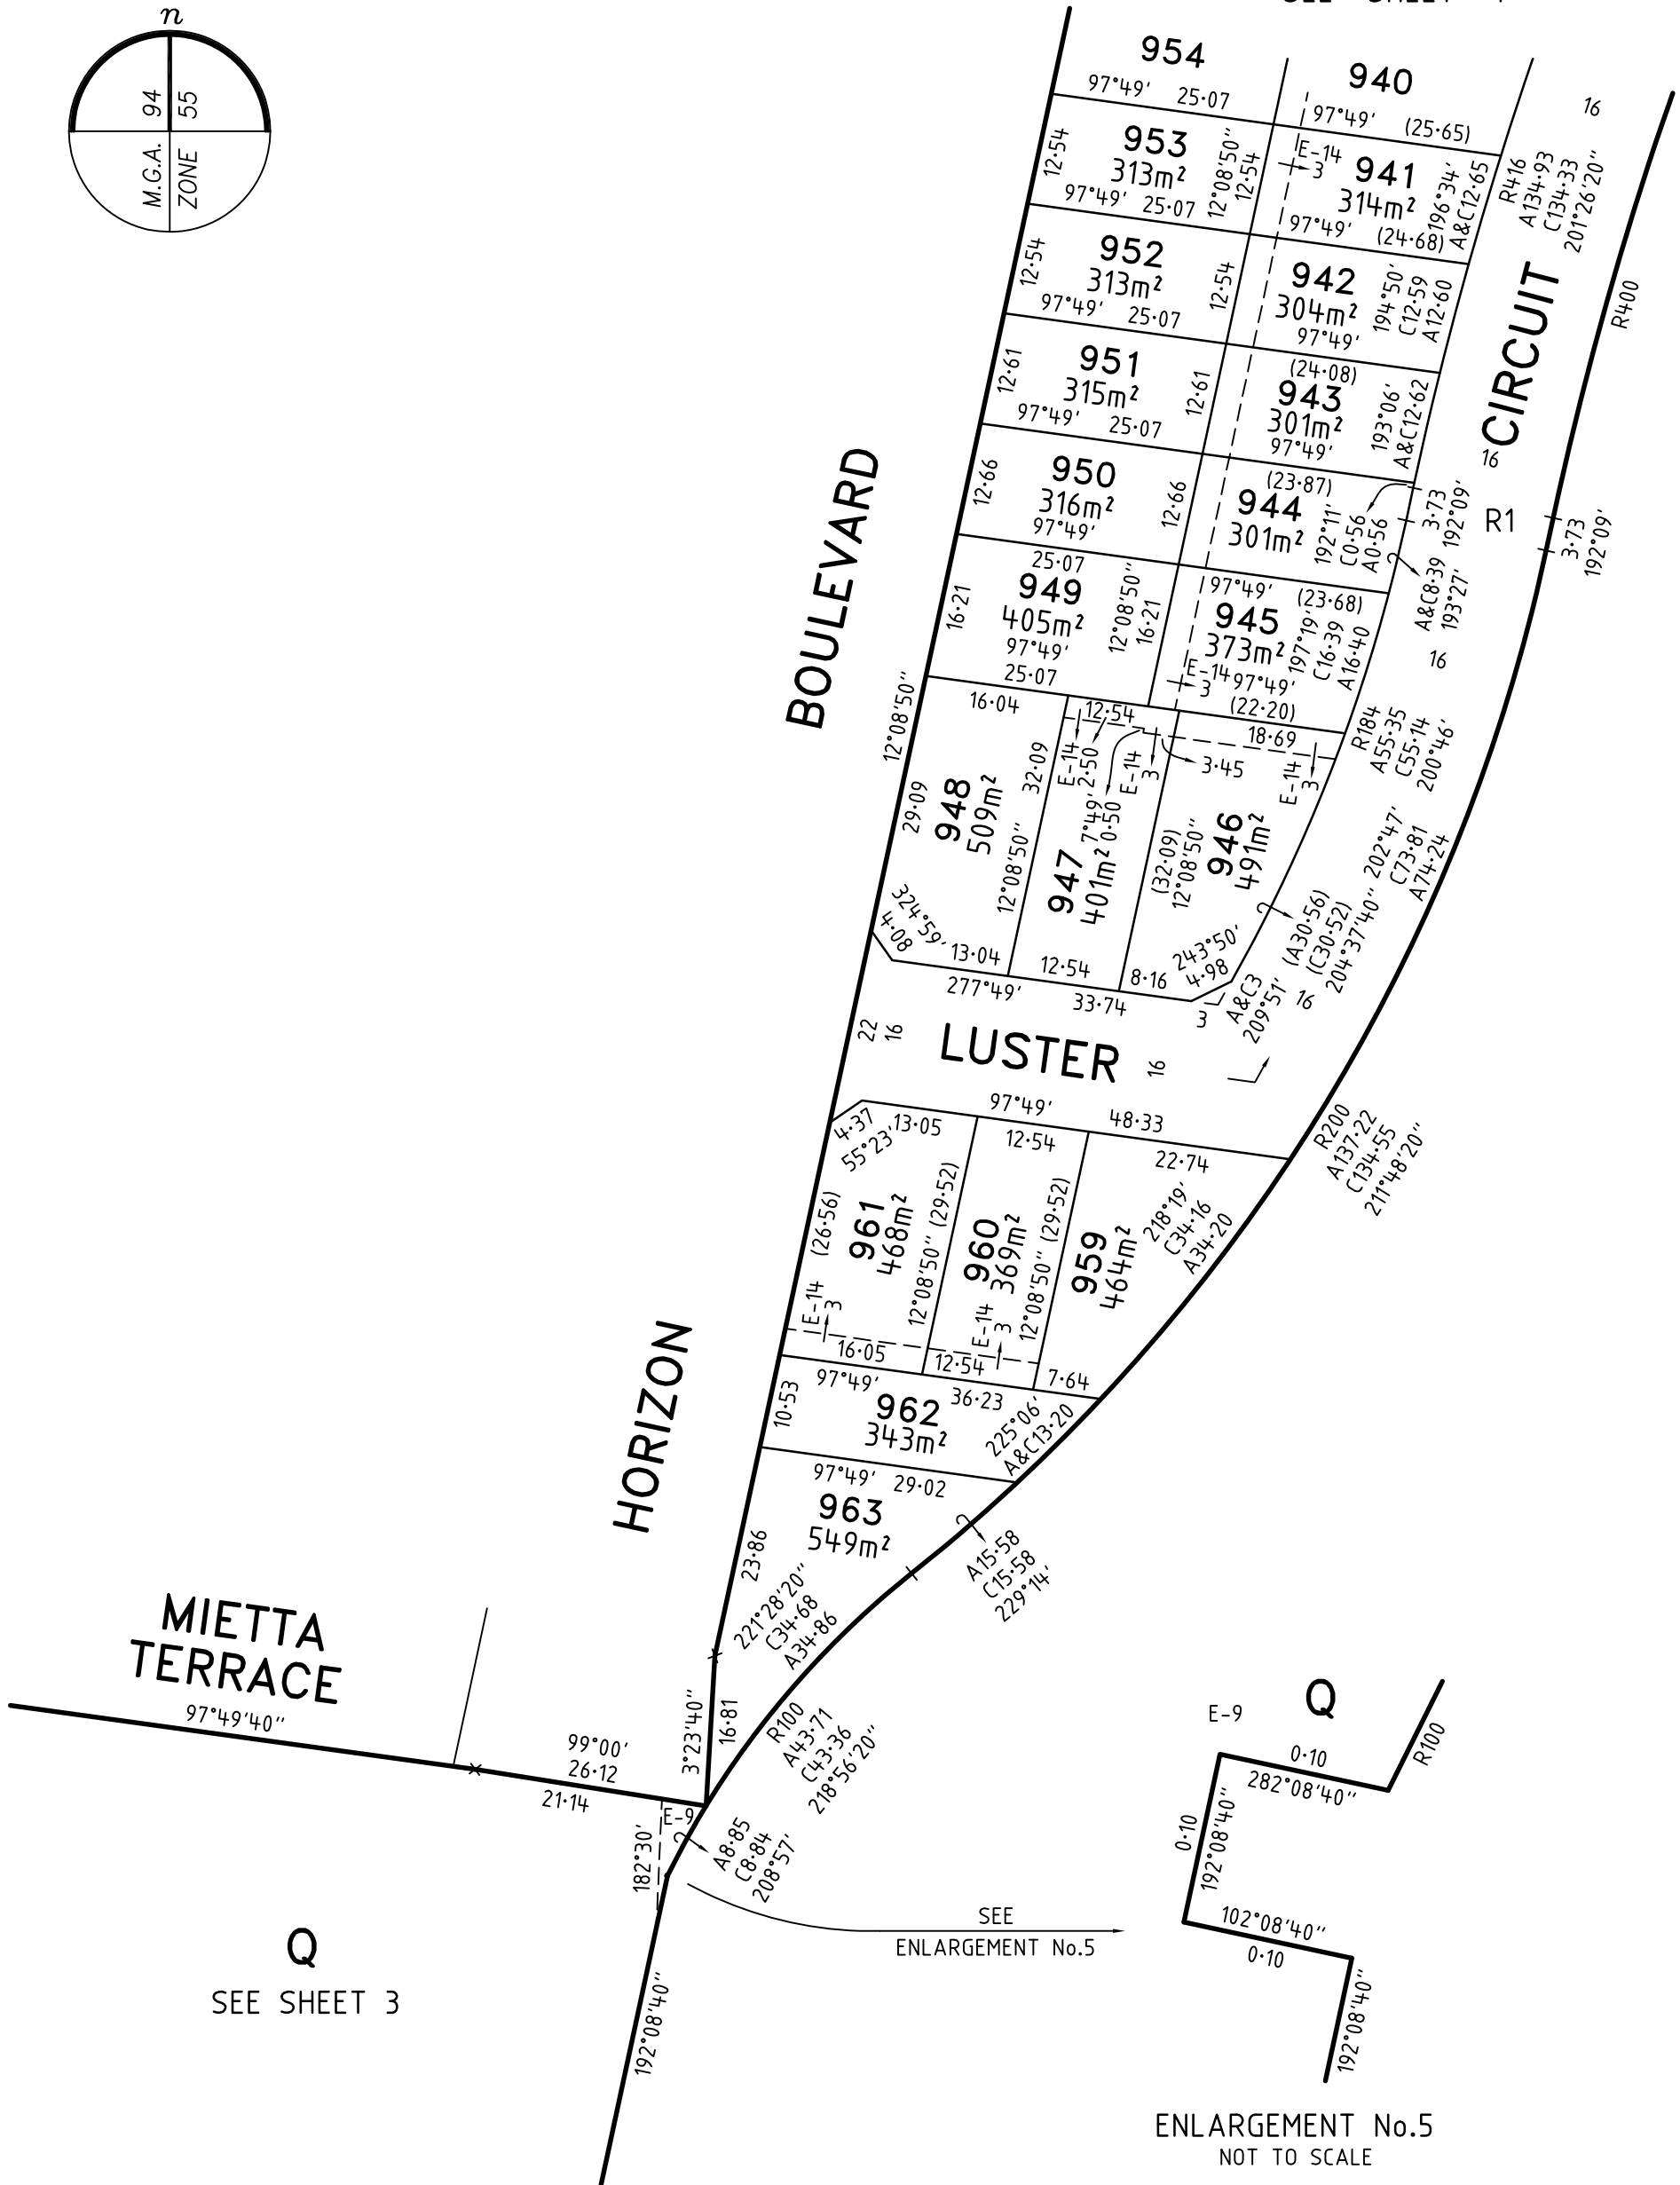 n
M.G.A. 94
ZONE 55
954
97°49' 25·07
940
97°49' (25·65)
16
953
313m²
12·54
97°49' 25·07
12°08'50"
12·54
E-14
3
941
314m²
97°49' (24·68)
196°34'
A&C12·65
R416
A134·93
C134·33
201°26'20"
952
313m²
12·54
97°49' 25·07
12·54
942
304m²
97°49'
(24·08)
194°50'
C12·59
A12·60
CIRCUIT
R400
951
315m²
12·61
97°49' 25·07
12·61
943
301m²
97°49'
(23·87)
193°06'
A&C12·62
16
950
316m²
12·66
97°49'
25·07
12·66
944
301m²
192°11'
C0·56
A0·56
3·73
192°09'
R1
3·73
192°09'
97°49' (23·68)
A&C8·39
193°27'
16
BOULEVARD
949
405m²
16·21
97°49'
25·07
12°08'50"
16·21
945
373m²
E-14
3
97°49'
(22·20)
197°19'
C16·39
A16·40
R184
A55·35
C55·14
200°46'
12°08'50"
16·04
12·54
18·69
948
509m²
29·09
32·09
12°08'50"
324°59'
4·08
13·04
E-14
2·50
7°49'
0·50
E-14
3
3·45
E-14
3
947
401m²
12·54
(32·09)
12°08'50"
946
491m²
8·16
243°50'
4·98
3
A&C3
209°51'
(A30·56)
(C30·52)
204°37'40"
202°47'
C73·81
A74·24
16
277°49'
33·74
22
16
LUSTER
16
97°49'
48·33
R200
A137·22
C134·55
211°48'20"
4·37
55°23'
13·05
12·54
22·74
961
468m²
(26·56)
12°08'50" (29·52)
E-14
3
16·05
960
369m²
12°08'50" (29·52)
E-14
3
12·54
959
464m²
218°19'
C34·16
A34·20
7·64
HORIZON
10·53
97°49'
36·23
962
343m²
225°06'
A&C13·20
97°49' 29·02
963
549m²
23·86
A15·58
C15·58
229°14'
221°28'20"
C34·68
A34·86
MIETTA
TERRACE
97°49'40"
99°00'
26·12
21·14
3°23'40"
16·81
R100
A43·71
C43·36
218°56'20"
E-9
182°30'
A8·85
C8·84
208°57'
SEE
ENLARGEMENT No.5
Q
SEE SHEET 3
192°08'40"
Q
E-9
0·10
282°08'40"
R100
0·10
192°08'40"
102°08'40"
0·10
192°08'40"
ENLARGEMENT No.5
NOT TO SCALE